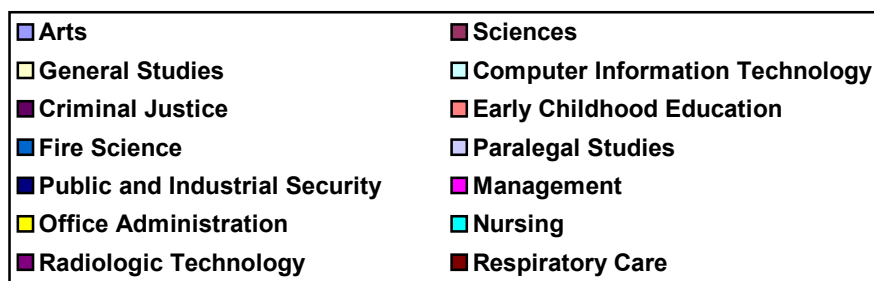 Arts Sciences
General Studies Computer Information Technology
Criminal Justice Early Childhood Education
Fire Science Paralegal Studies
Public and Industrial Security Management
Office Administration Nursing
Radiologic Technology Respiratory Care